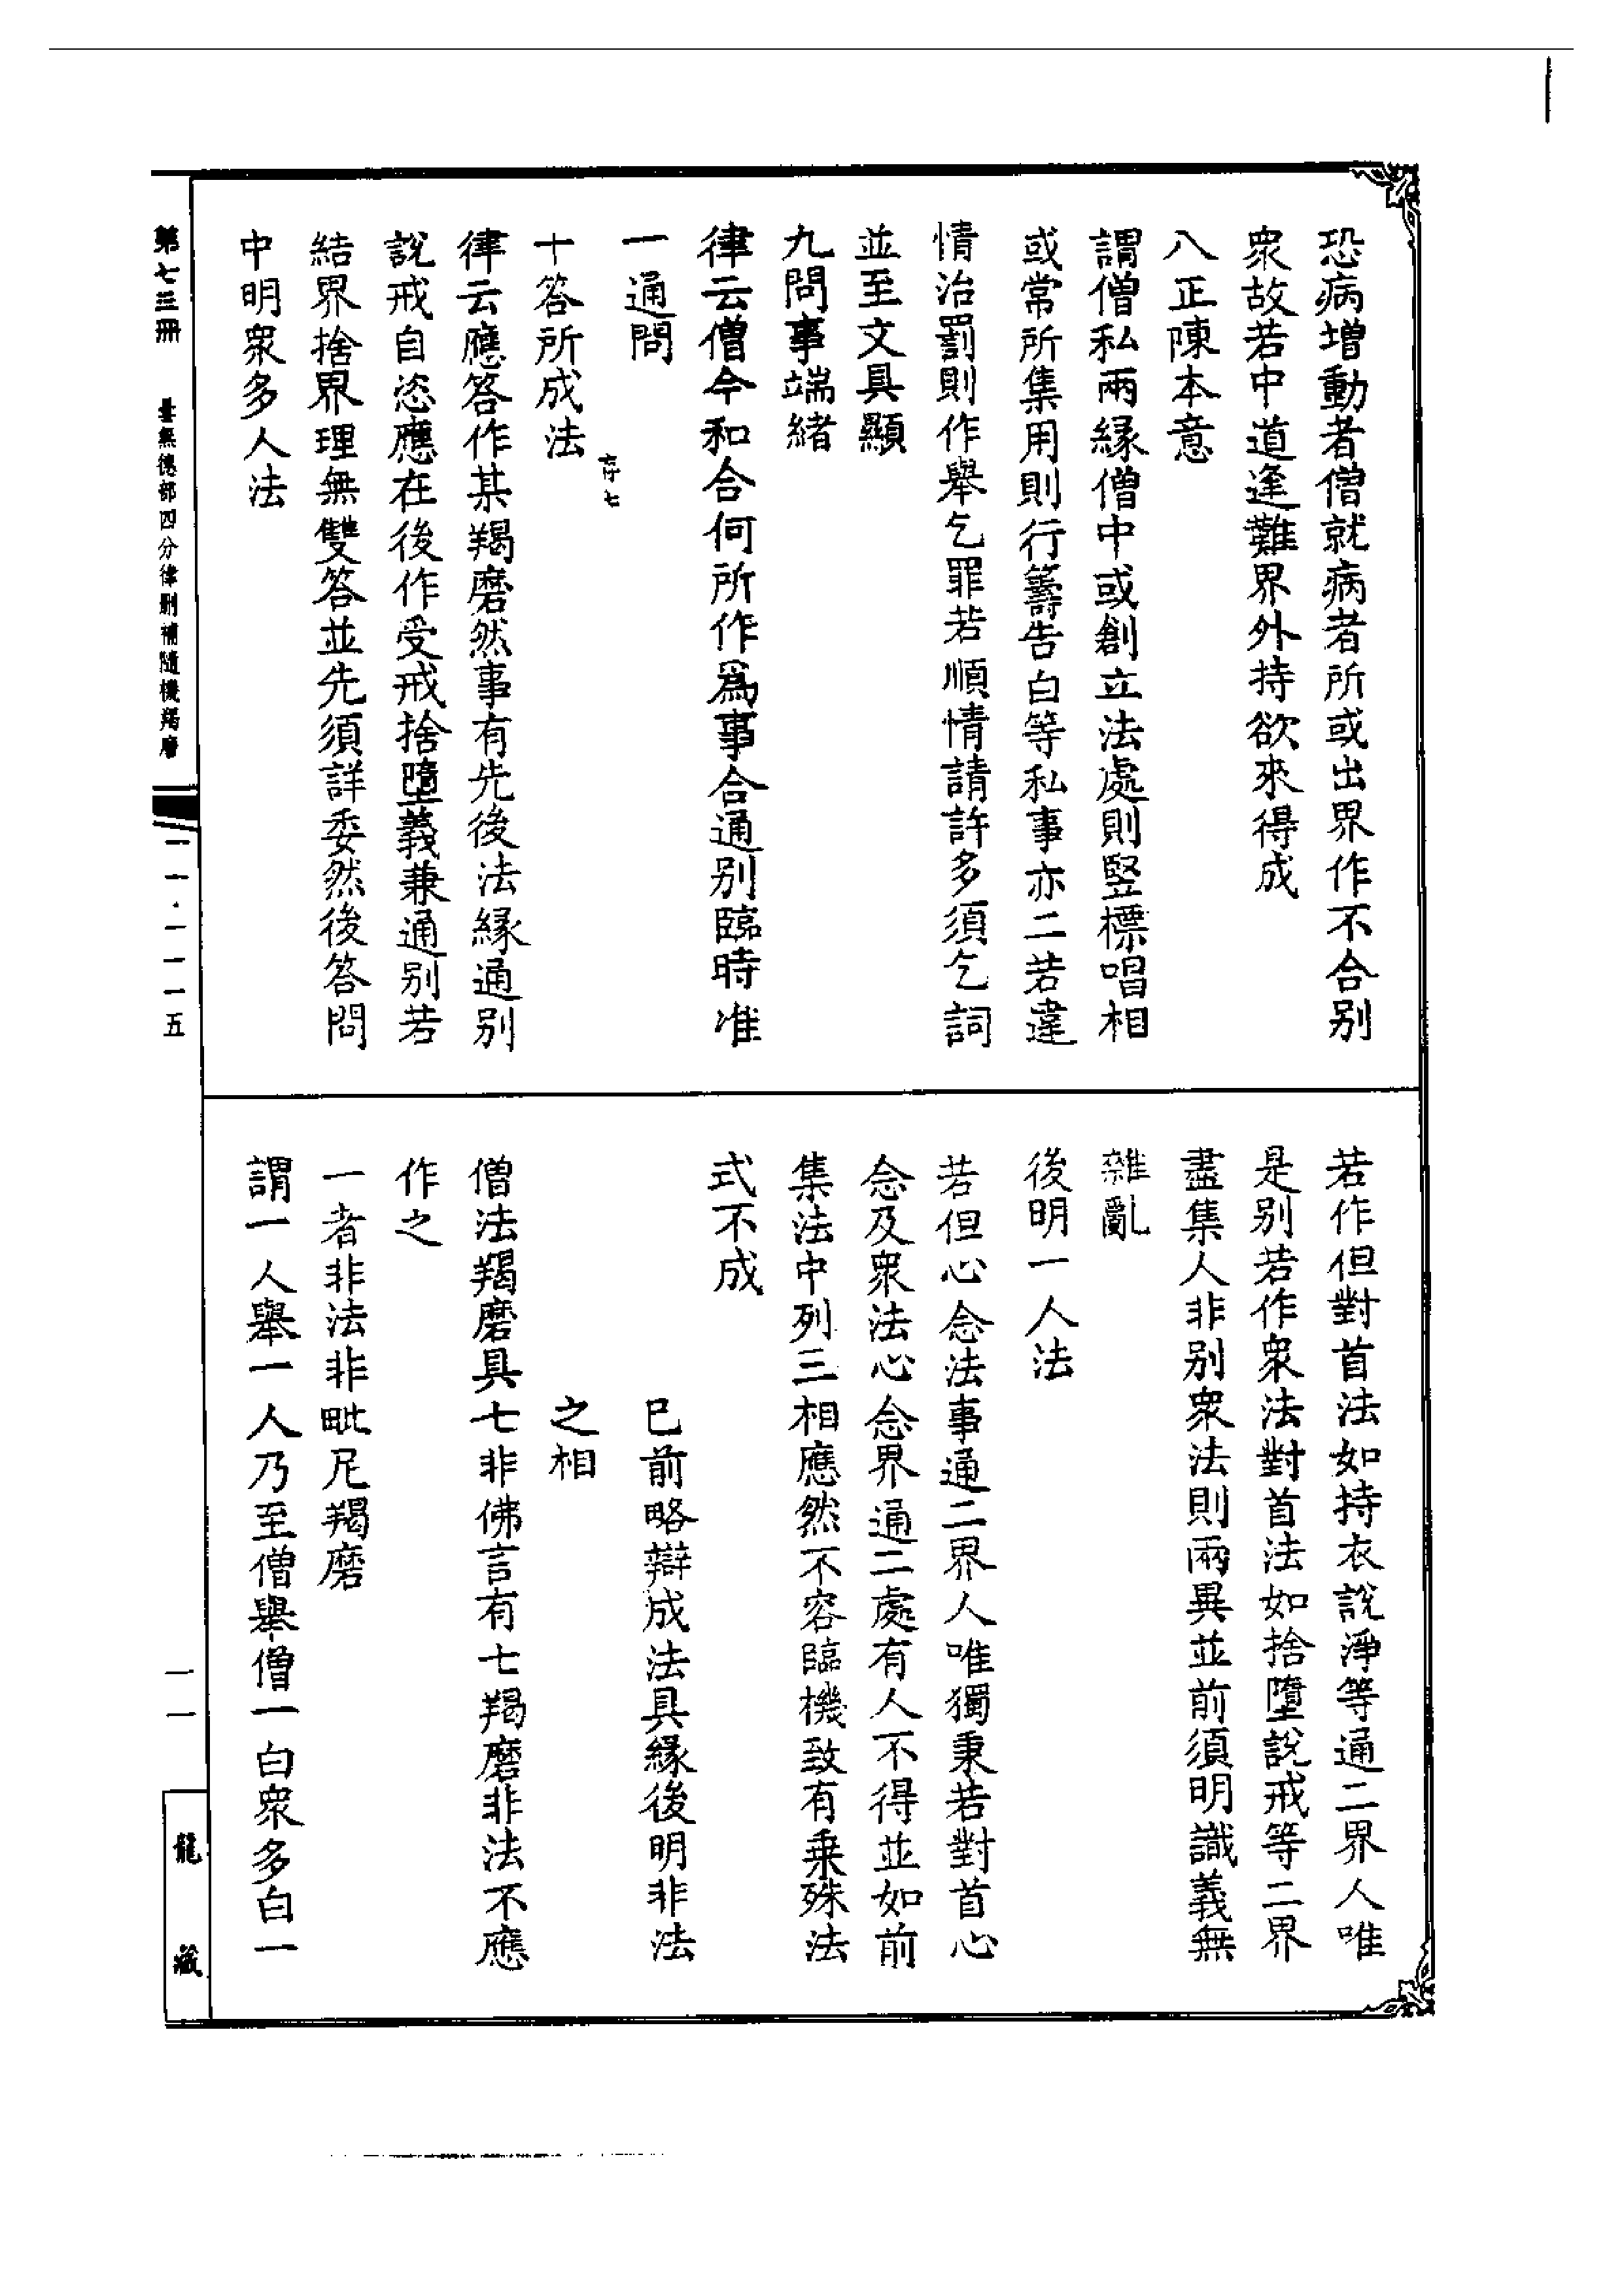 恐病增動者僧就病者所或出界作不合别
衆故若中道逢難界外持欲來得成
八正陳本意
謂僧私兩緣僧中或創立法處則竪標唱相
或常所集用則行籌告白等私事亦二若違
情治罰則作舉乞罪若順情請許多須乞詞
並至文具顯
九問事端緒
律云僧今和合何所作爲事合通别臨時准
一通問
十答所成法
律云應答作某羯磨然事有先後法緣通别
說戒自恣應在後作受戒捨墮義兼通别若
結界捨界理無雙答並先須詳委然後答問
中明衆多人法
若作但對首法如持衣說淨等通二界人唯
是别若作衆法對首法如捨墮說戒等二界
盡集人非别衆法則兩異並前須明識義無
雜亂
後明一人法
若但心念法事通二界人唯獨秉若對首心
念及衆法心念界通二處有人不得並如前
集法中列三相應然不容臨機致有乗殊法
式不成
已前略辯成法具緣後明非法
之相
僧法羯磨具七非佛言有七羯磨非法不應
作之
一者非法非毗尼羯磨
謂一人舉一人乃至僧舉僧一白衆多白一
第七三冊
曇無德部四分律刪補隨機羯磨
一一·一一一五
一一
龍藏